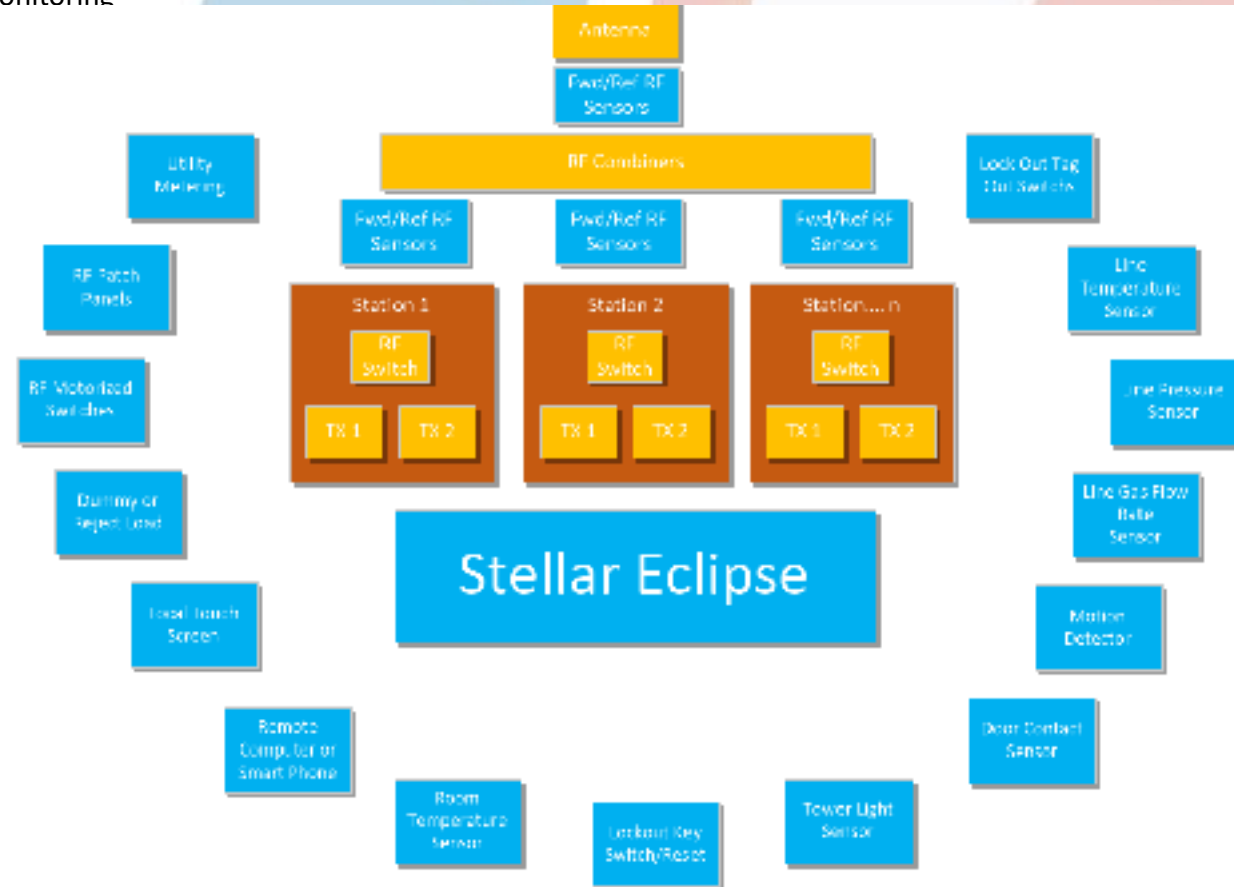 Antenna
Fwd/Ref RF
Sensors
RF Combiners
Utility
Metering
Lock Out Tag
Out Switchs
Fwd/Ref RF
Sensors
Fwd/Ref RF
Sensors
Fwd/Ref RF
Sensors
RF Patch
Panels
Line
Temperature
Sensor
Station 1
Station 2
Station.... n
RF
Switch
RF
Switch
RF
Switch
RF Motorized
Switches
Line Pressure
Sensor
TX 1
TX 2
TX 1
TX 2
TX 1
TX 2
Dummy or
Reject Load
Line Gas Flow
Rate
Sensor
Stellar Eclipse
Local Touch
Screen
Motion
Detector
Remote
Computer or
Smart Phone
Door Contact
Sensor
Room
Temperature
Sensor
Lockout Key
Switch/Reset
Tower Light
Sensor